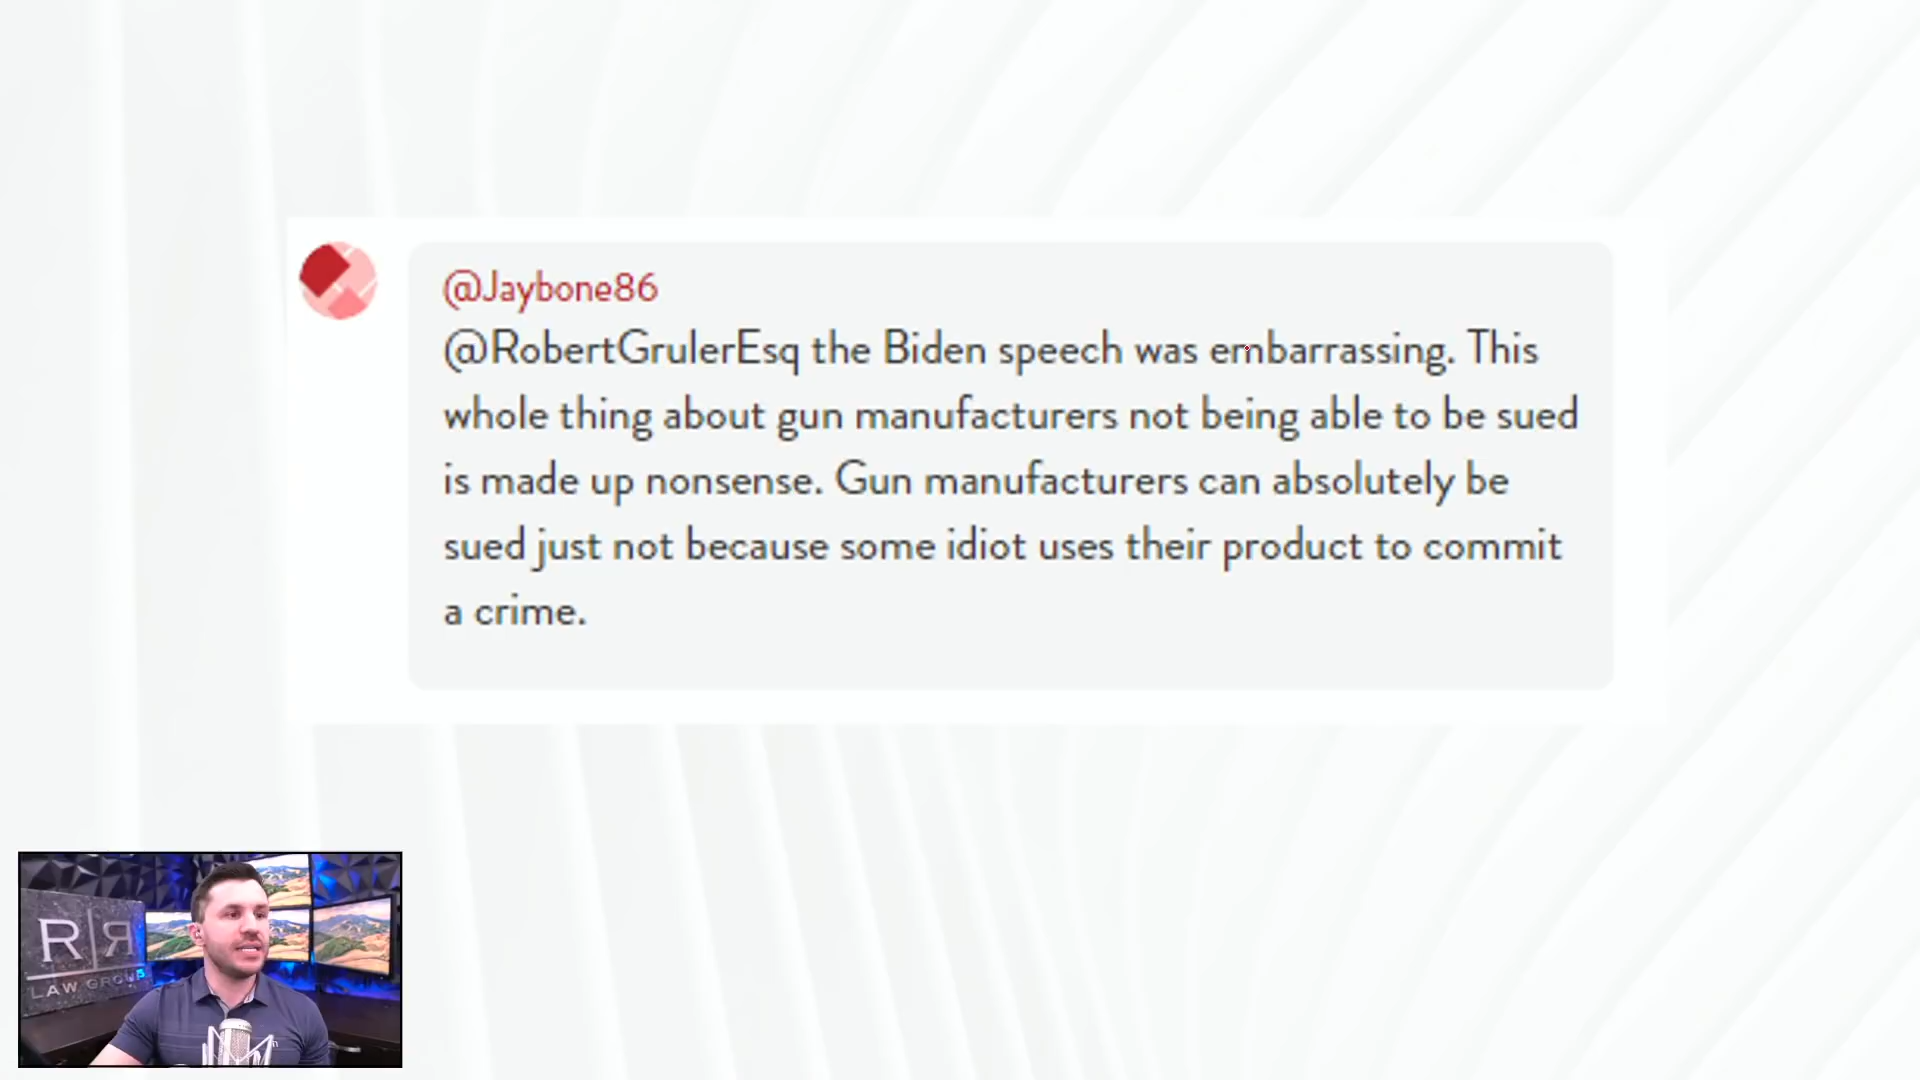 @Jaybone86
@RobertGrulerEsq the Biden speech was embarrassing. This
whole thing about gun manufacturers not being able to be sued
is made up nonsense. Gun manufacturers can absolutely be
sued just not because some idiot uses their product to commit
a crime.
R|R
LAW GROUP